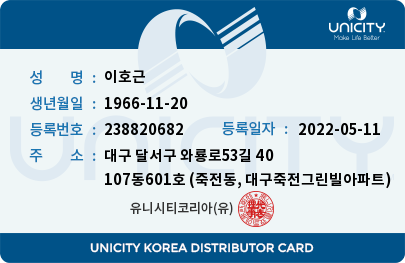 UNICITY
Make Life Better
성 명 : 이호근
생년월일 : 1966-11-20
등록번호 : 238820682 등록일자 : 2022-05-11
주 소 : 대구 달서구 와룡로53길 40
107동601호 (죽전동, 대구죽전그린빌아파트)
UNICITY
유니시티코리아(유)
UNICITY KOREA DISTRIBUTOR CARD